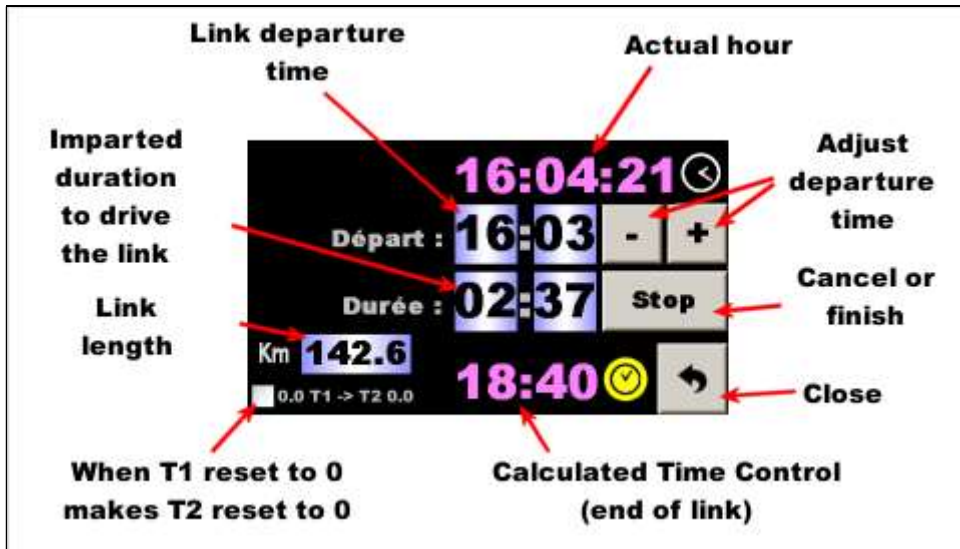 Link departure
time
Actual hour
Imparted
duration
to drive
the link
Adjust
departure
time
16:04:21
Départ : 16:03 - +
Durée : 02:37 Stop
Cancel or
finish
Link
length
Km 142.6
18:40
0.0 T1 -> T2 0.0
Close
When T1 reset to 0
makes T2 reset to 0
Calculated Time Control
(end of link)